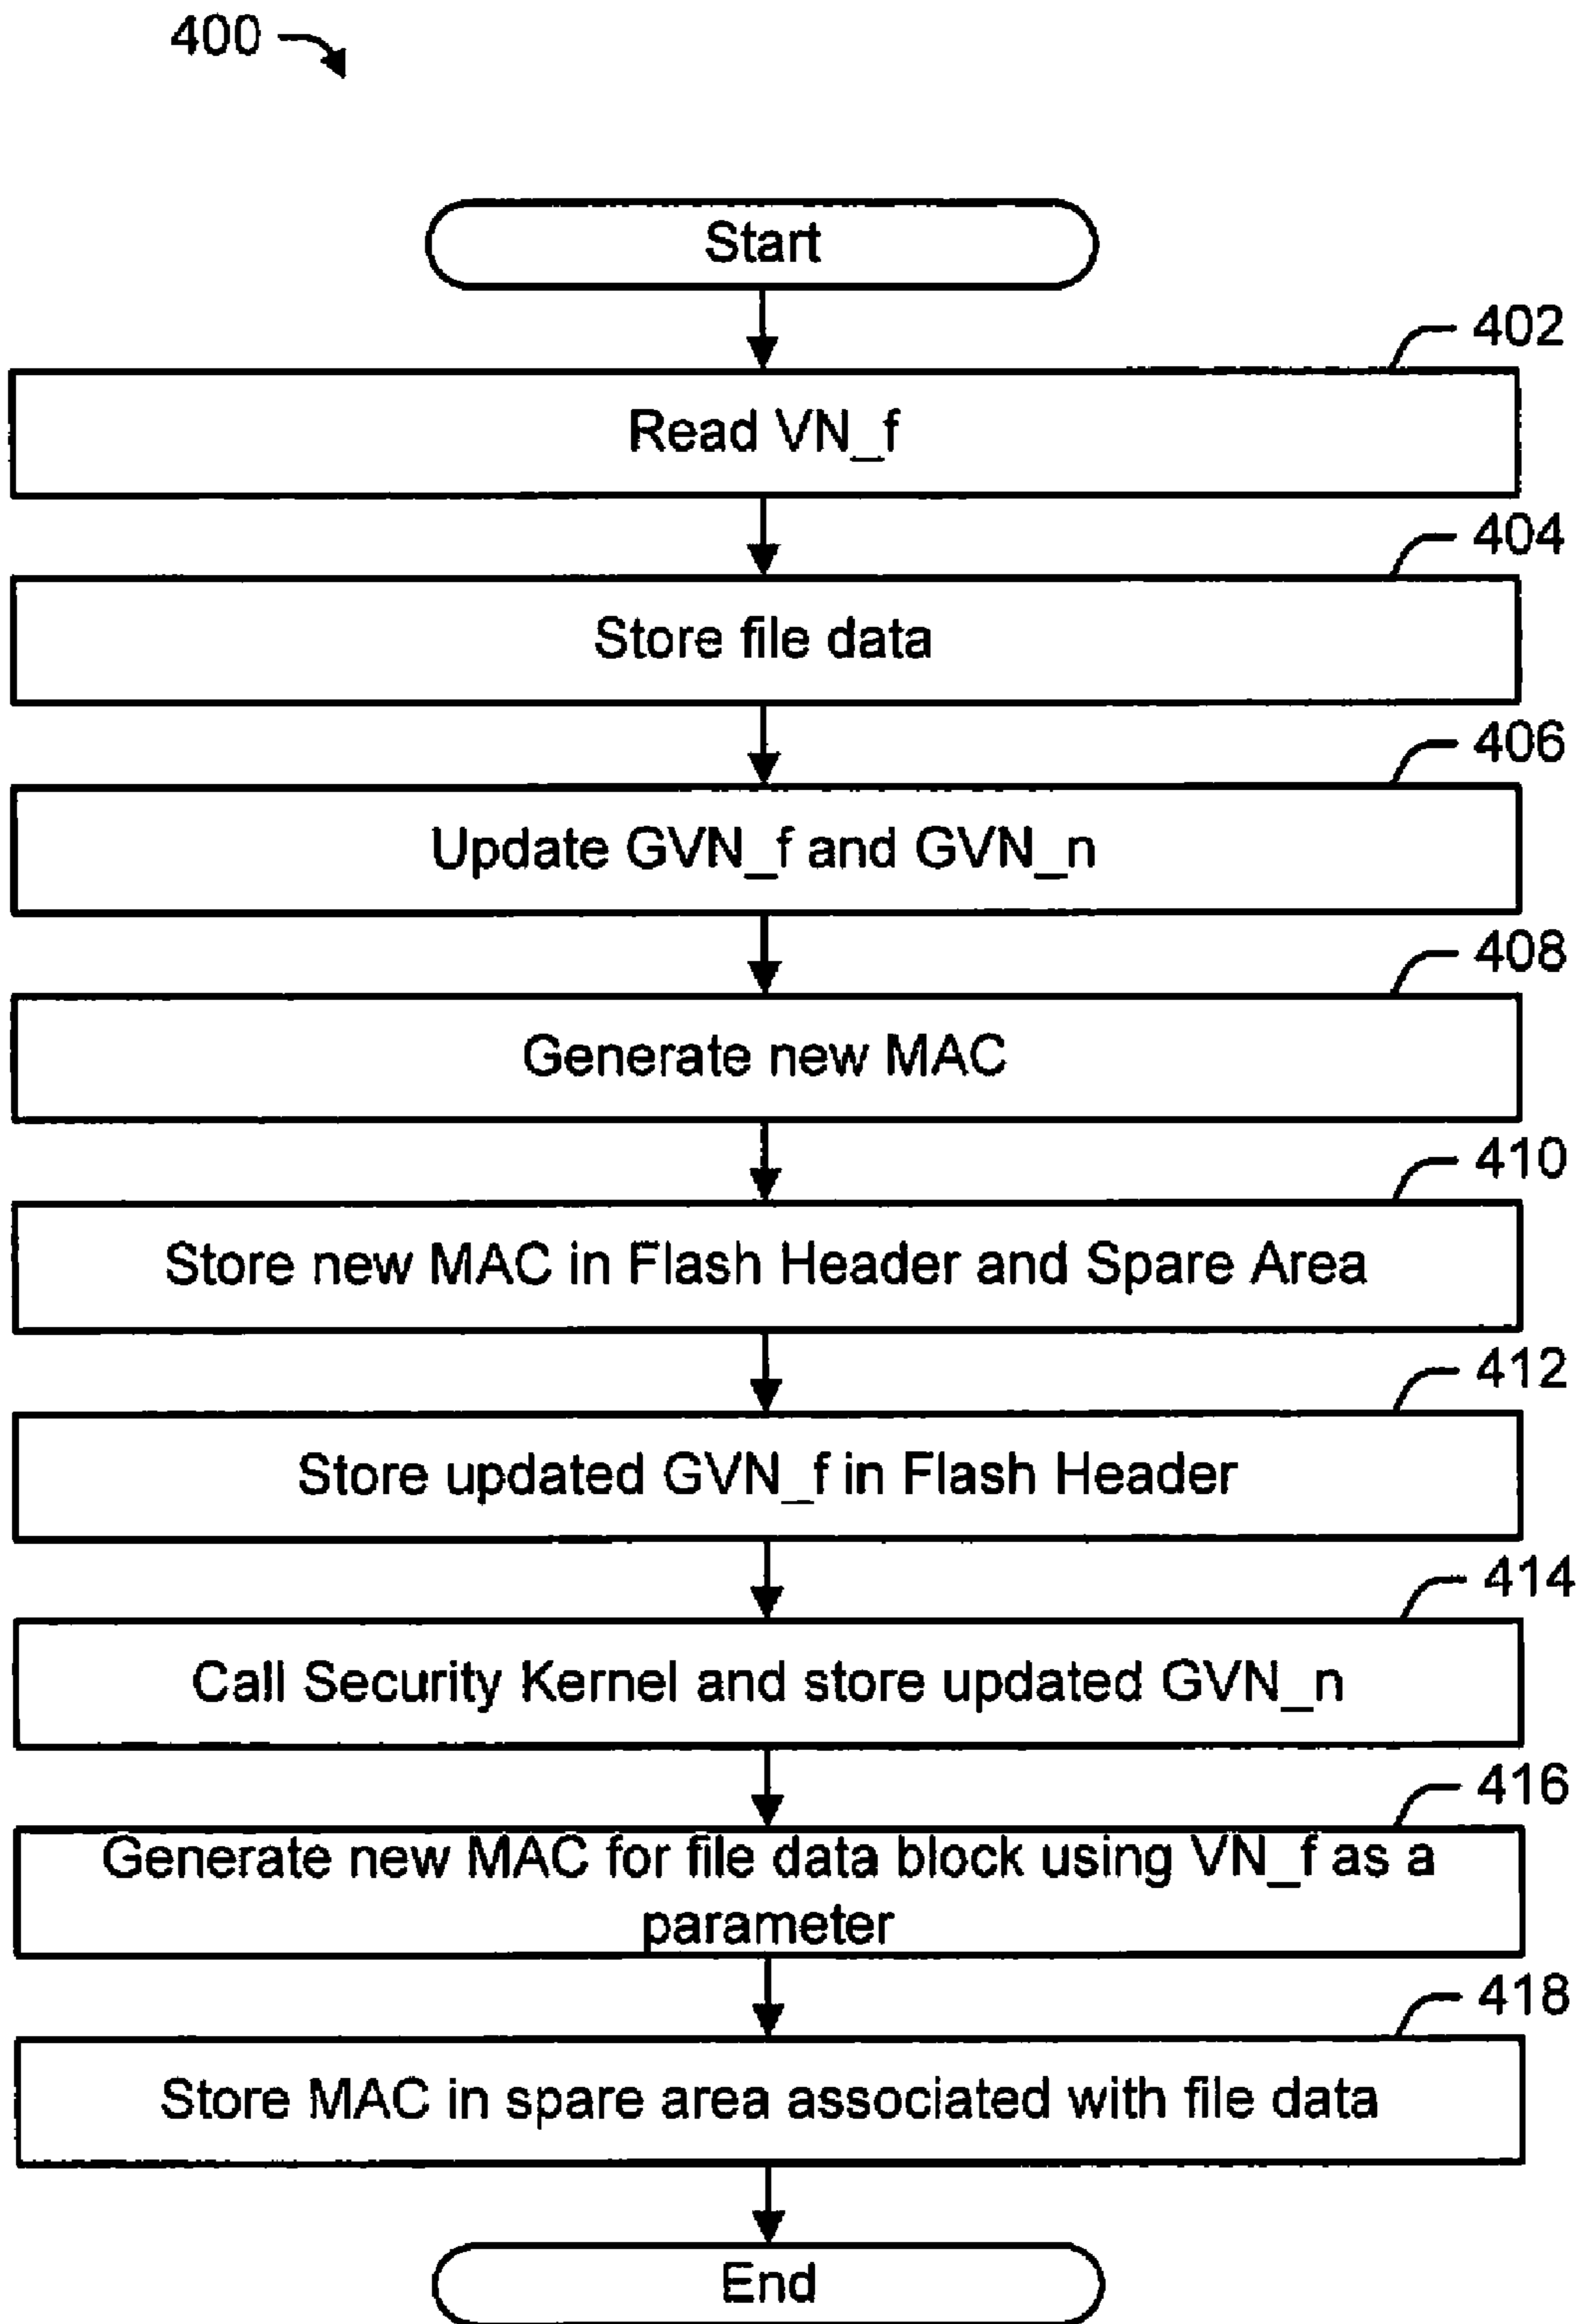 400
Start
402
Read VN_f
404
Store file data
406
Update GVN_f and GVN_n
408
Generate new MAC
410
Store new MAC in Flash Header and Spare Area
412
Store updated GVN_f in Flash Header
414
Call Security Kernel and store updated GVN_n
416
Generate new MAC for file data block using VN_f as a
parameter
418
Store MAC in spare area associated with file data
End